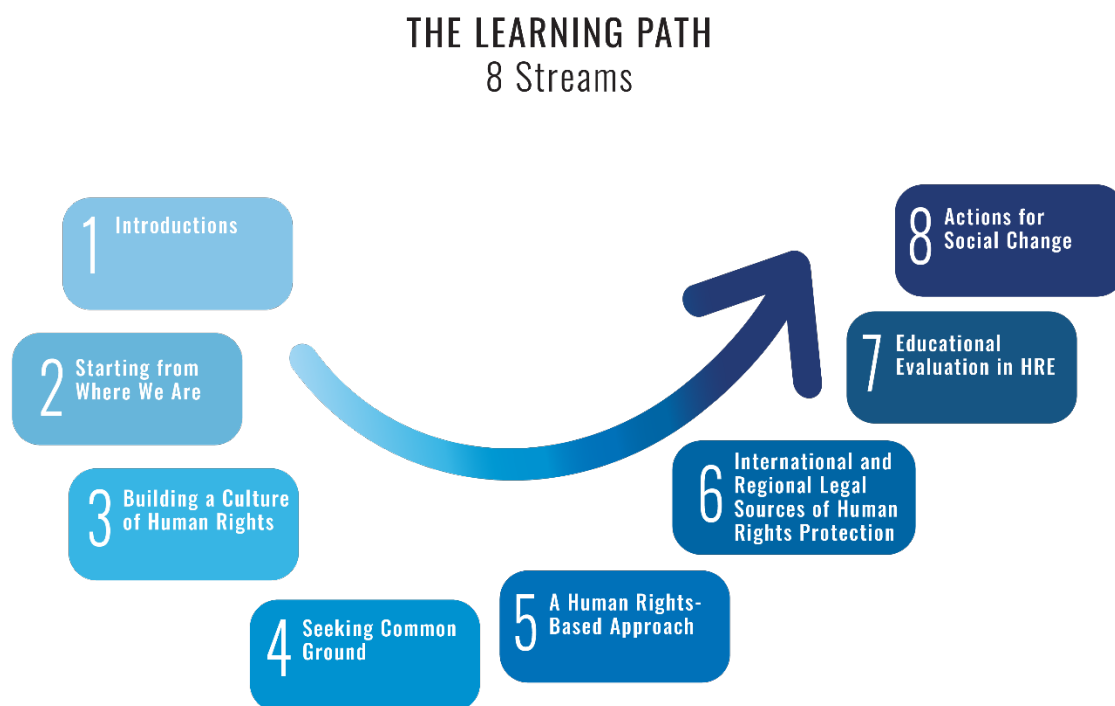 THE LEARNING PATH
8 Streams
1 Introductions
2 Starting from
Where We Are
3 Building a Culture
of Human Rights
4 Seeking Common
Ground
5 A Human Rights-
Based Approach
6 International and
Regional Legal
Sources of Human
Rights Protection
7 Educational
Evaluation in HRE
8 Actions for
Social Change